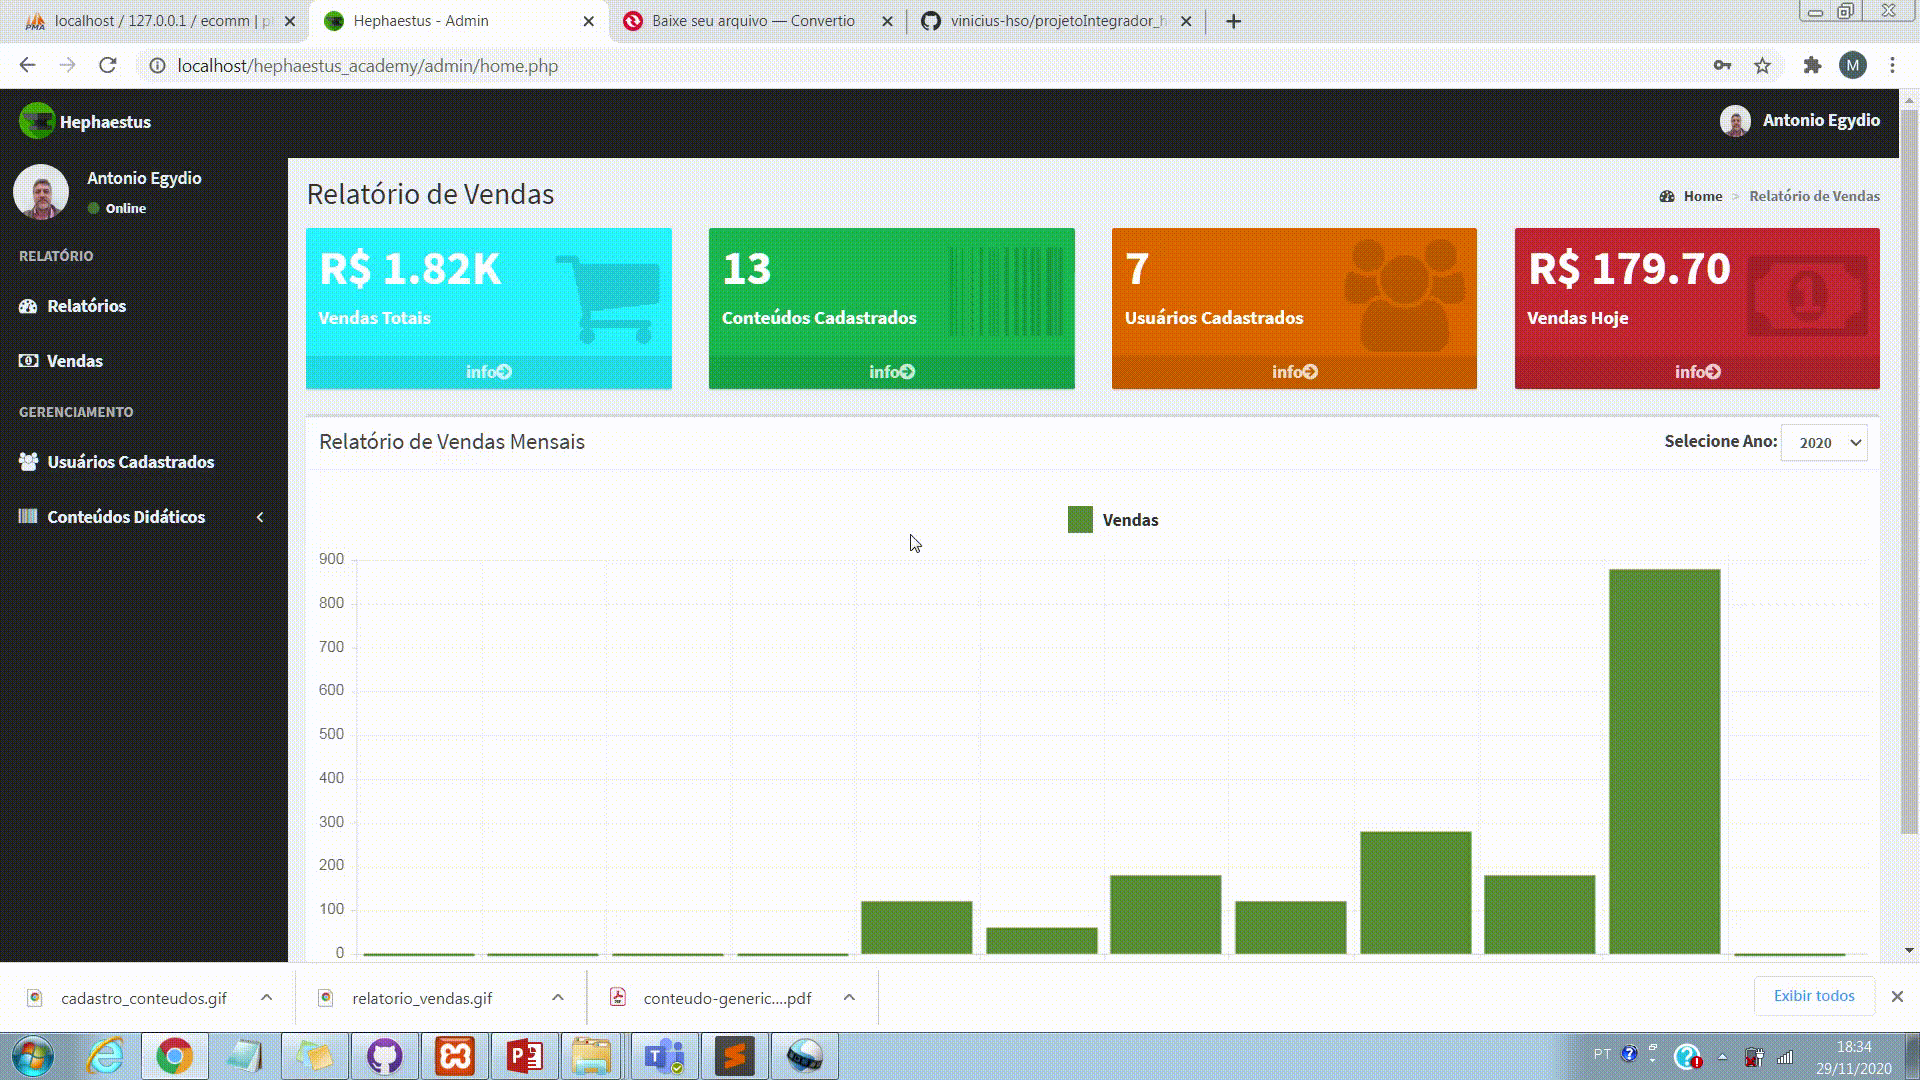 localhost / 127.0.0.1 / ecomm | p
Hephaestus - Admin
Baixe seu arquivo — Convertio
vinicius-hso/projetoIntegrador_h
localhost/hephaestus_academy/admin/home.php
M
Hephaestus
Antonio Egydio
Antonio Egydio
Online
RELATÓRIO
Relatórios
Vendas
GERENCIAMENTO
Usuários Cadastrados
Conteúdos Didáticos
Relatório de Vendas
Home > Relatório de Vendas
R$ 1.82K
Vendas Totais
info
13
Conteúdos Cadastrados
info
7
Usuários Cadastrados
info
R$ 179.70
Vendas Hoje
info
Relatório de Vendas Mensais
Selecione Ano: 2020
Vendas
900
800
700
600
500
400
300
200
100
0
cadastro_conteudos.gif
relatorio_vendas.gif
conteudo-generic....pdf
Exibir todos
PT
18:34
29/11/2020